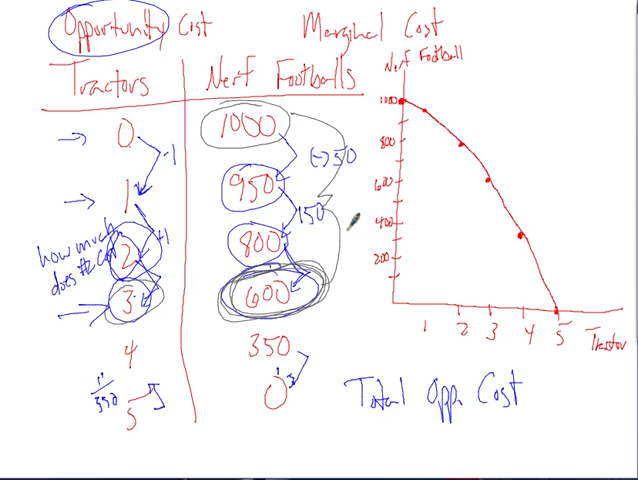 Opportunity Cost
Marginal Cost
Tractors
Nerf Footballs
Nerf Football
0
1000
-1
(-)50
1
950
150
how much
does it cost
+1
2
800
3
600
4
350
1
350
5
0
1000
800
600
400
200
1 2 3 4 5
Total Opp. Cost